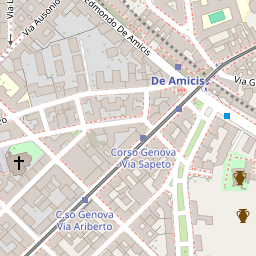 Via Ausonio
Edmondo De Amicis
De Amicis
Via G
Corso Genova
Via Sapeto
C.so Genova
Via Ariberto